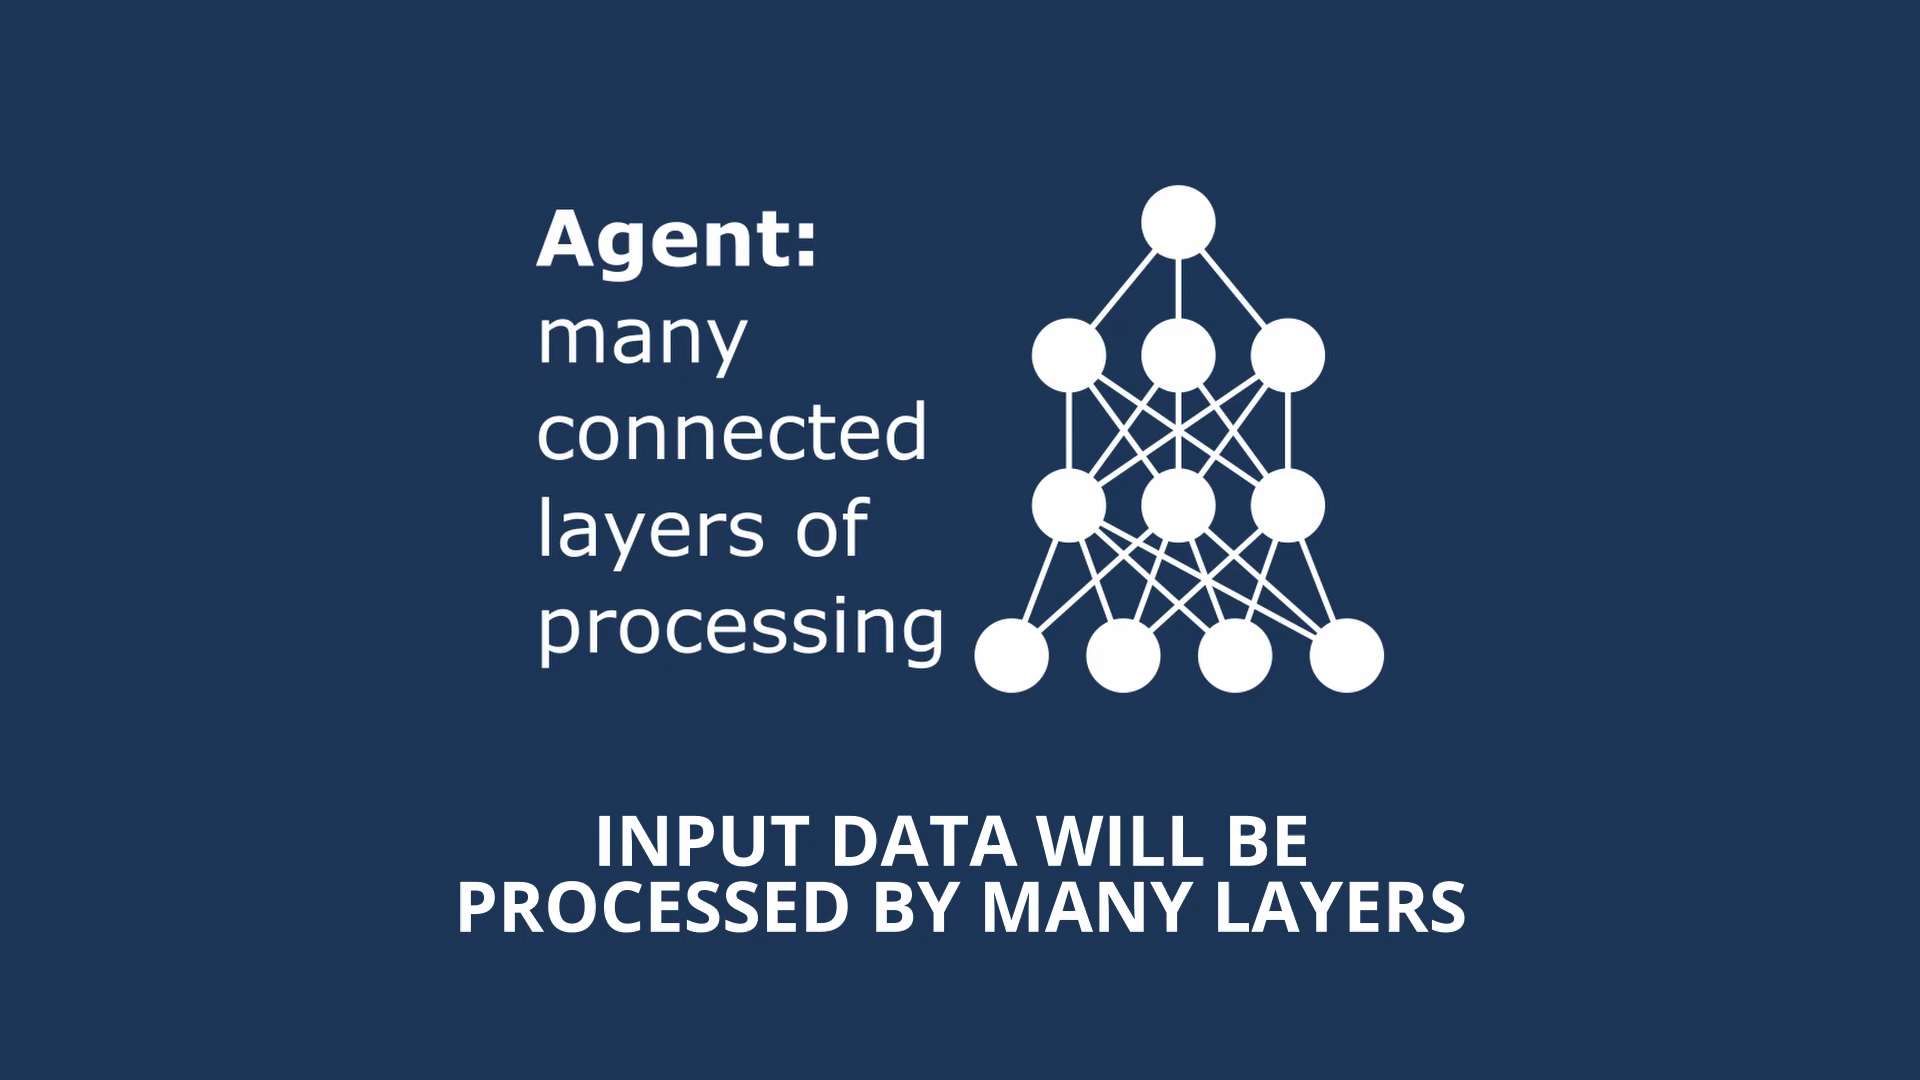 Agent:
many
connected
layers of
processing
INPUT DATA WILL BE
PROCESSED BY MANY LAYERS